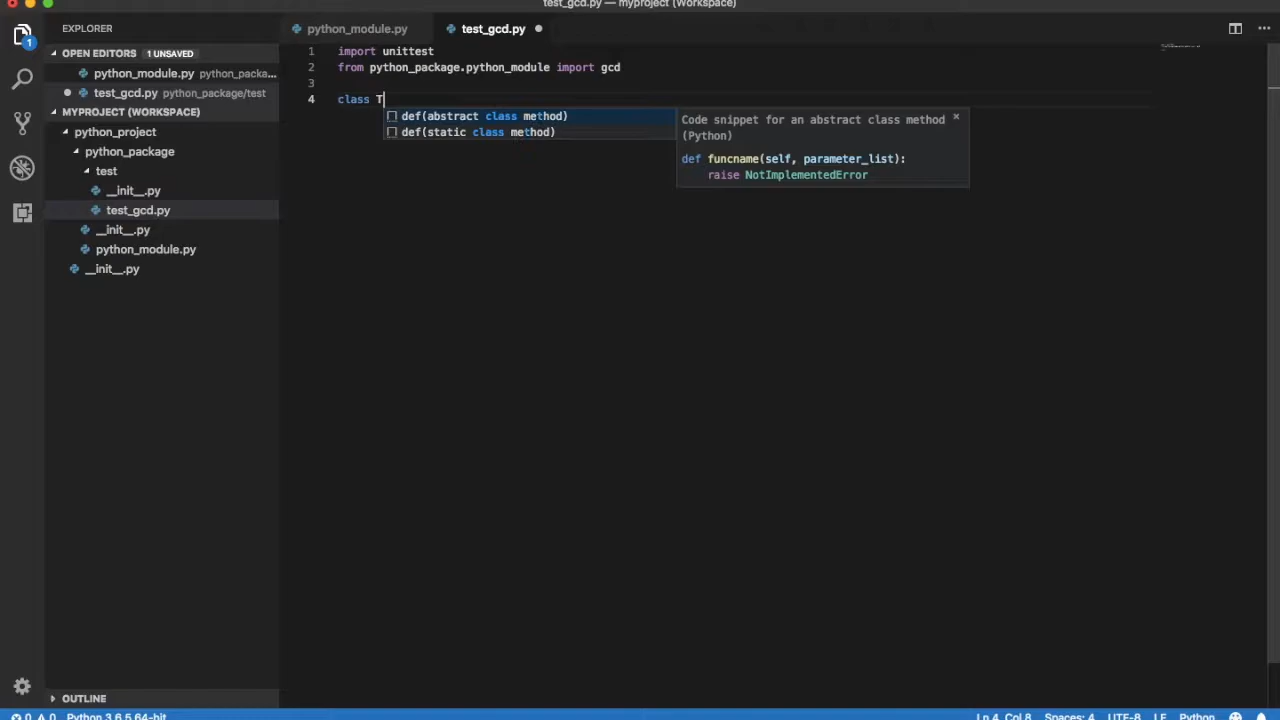 test_gcd.py — myproject (Workspace)
EXPLORER
python_module.py
test_gcd.py
OPEN EDITORS 1 UNSAVED
python_module.py python_packa...
test_gcd.py python_package/test
MYPROJECT (WORKSPACE)
python_project
python_package
test
__init__.py
test_gcd.py
__init__.py
python_module.py
__init__.py
OUTLINE
1
1 import unittest
2 from python_package.python_module import gcd
3
4 class T
def(abstract class method)
def(static class method)
Code snippet for an abstract class method
(Python)
def funcname(self, parameter_list):
raise NotImplementedError
0 0 Python 3.6.5 64-bit
Ln 4, Col 8 Spaces: 4 UTF-8 LF Python